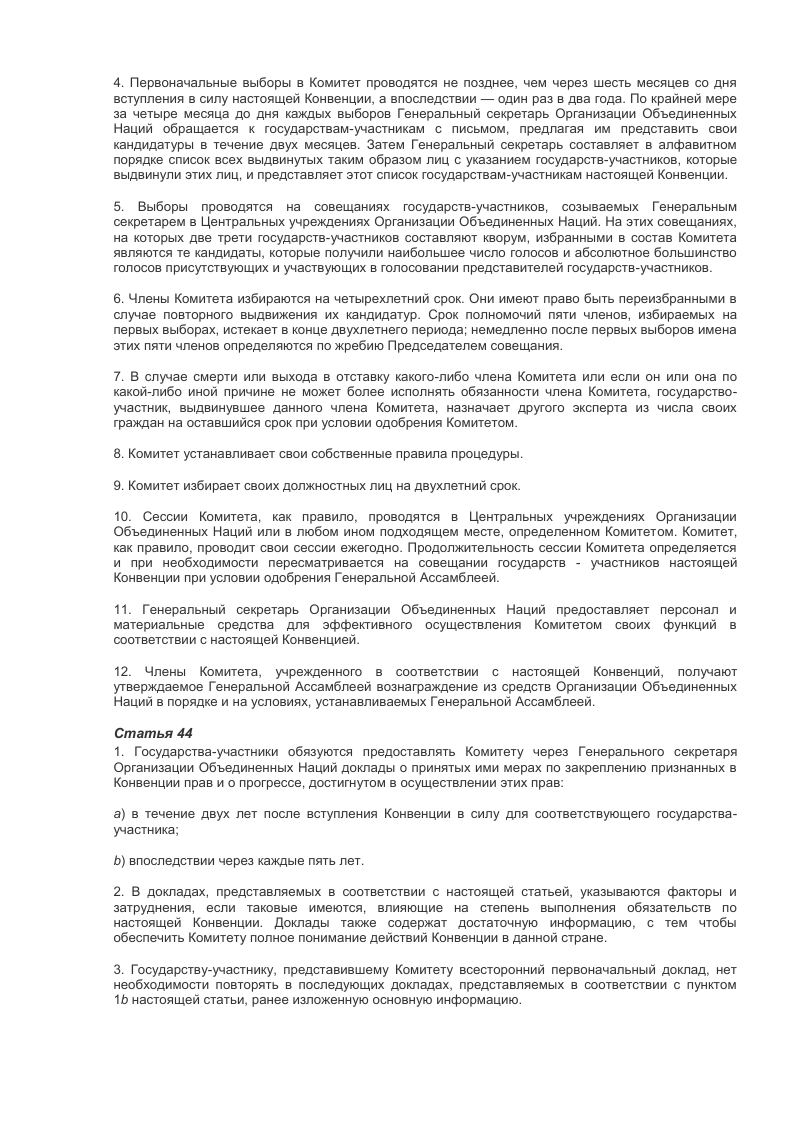 4. Первоначальные выборы в Комитет проводятся не позднее, чем через шесть месяцев со дня
вступления в силу настоящей Конвенции, а впоследствии — один раз в два года. По крайней мере
за четыре месяца до дня каждых выборов Генеральный секретарь Организации Объединенных
Наций обращается к государствам-участникам с письмом, предлагая им представить свои
кандидатуры в течение двух месяцев. Затем Генеральный секретарь составляет в алфавитном
порядке список всех выдвинутых таким образом лиц с указанием государств-участников, которые
выдвинули этих лиц, и представляет этот список государствам-участникам настоящей Конвенции.
5. Выборы проводятся на совещаниях государств-участников, созываемых Генеральным
секретарем в Центральных учреждениях Организации Объединенных Наций. На этих совещаниях,
на которых две трети государств-участников составляют кворум, избранными в состав Комитета
являются те кандидаты, которые получили наибольшее число голосов и абсолютное большинство
голосов присутствующих и участвующих в голосовании представителей государств-участников.
6. Члены Комитета избираются на четырехлетний срок. Они имеют право быть переизбранными в
случае повторного выдвижения их кандидатур. Срок полномочий пяти членов, избираемых на
первых выборах, истекает в конце двухлетнего периода; немедленно после первых выборов имена
этих пяти членов определяются по жребию Председателем совещания.
7. В случае смерти или выхода в отставку какого-либо члена Комитета или если он или она по
какой-либо иной причине не может более исполнять обязанности члена Комитета, государство-
участник, выдвинувшее данного члена Комитета, назначает другого эксперта из числа своих
граждан на оставшийся срок при условии одобрения Комитетом.
8. Комитет устанавливает свои собственные правила процедуры.
9. Комитет избирает своих должностных лиц на двухлетний срок.
10. Сессии Комитета, как правило, проводятся в Центральных учреждениях Организации
Объединенных Наций или в любом ином подходящем месте, определенном Комитетом. Комитет,
как правило, проводит свои сессии ежегодно. Продолжительность сессии Комитета определяется
и при необходимости пересматривается на совещании государств - участников настоящей
Конвенции при условии одобрения Генеральной Ассамблеей.
11. Генеральный секретарь Организации Объединенных Наций предоставляет персонал и
материальные средства для эффективного осуществления Комитетом своих функций в
соответствии с настоящей Конвенцией.
12. Члены Комитета, учрежденного в соответствии с настоящей Конвенций, получают
утверждаемое Генеральной Ассамблеей вознаграждение из средств Организации Объединенных
Наций в порядке и на условиях, устанавливаемых Генеральной Ассамблеей.
Статья 44
1. Государства-участники обязуются предоставлять Комитету через Генерального секретаря
Организации Объединенных Наций доклады о принятых ими мерах по закреплению признанных в
Конвенции прав и о прогрессе, достигнутом в осуществлении этих прав:
a) в течение двух лет после вступления Конвенции в силу для соответствующего государства-
участника;
b) впоследствии через каждые пять лет.
2. В докладах, представляемых в соответствии с настоящей статьей, указываются факторы и
затруднения, если таковые имеются, влияющие на степень выполнения обязательств по
настоящей Конвенции. Доклады также содержат достаточную информацию, с тем чтобы
обеспечить Комитету полное понимание действий Конвенции в данной стране.
3. Государству-участнику, представившему Комитету всесторонний первоначальный доклад, нет
необходимости повторять в последующих докладах, представляемых в соответствии с пунктом
1b настоящей статьи, ранее изложенную основную информацию.